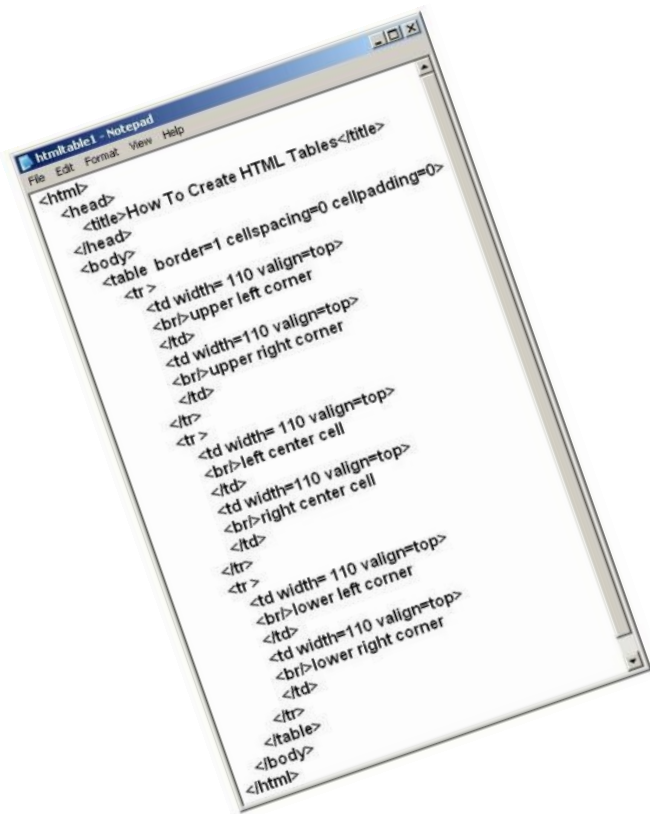 htmltable1 - Notepad
File Edit Format View Help
<html>
<head>
<title>How To Create HTML Tables</title>
</head>
<body>
<table border=1 cellspacing=0 cellpadding=0>
<tr >
<td width= 110 valign=top>
<br/>upper left corner
</td>
<td width=110 valign=top>
<br/>upper right corner
</td>
</tr>
<tr >
<td width= 110 valign=top>
<br/>left center cell
</td>
<td width=110 valign=top>
<br/>right center cell
</td>
</tr>
<tr >
<td width= 110 valign=top>
<br/>lower left corner
</td>
<td width=110 valign=top>
<br/>lower right corner
</td>
</tr>
</table>
</body>
</html>